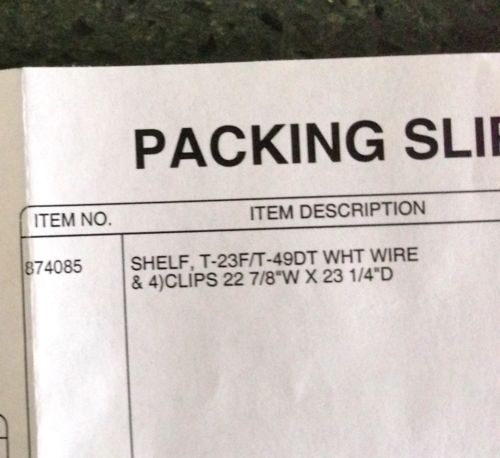 PACKING SLIP
ITEM NO. ITEM DESCRIPTION
874085 SHELF, T-23F/T-49DT WHT WIRE
& 4)CLIPS 22 7/8"W X 23 1/4"D